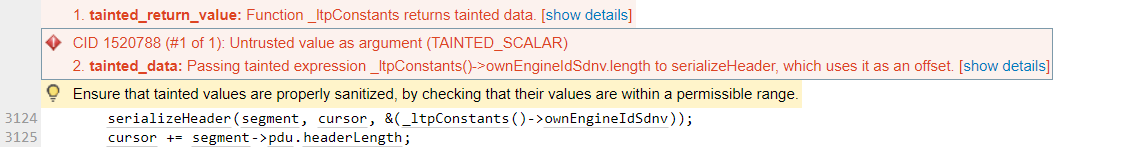 1. tainted_return_value: Function _ltpConstants returns tainted data. [show details]
CID 1520788 (#1 of 1): Untrusted value as argument (TAINTED_SCALAR)
2. tainted_data: Passing tainted expression _ltpConstants()->ownEngineIdSdnv.length to serializeHeader, which uses it as an offset. [show details]
Ensure that tainted values are properly sanitized, by checking that their values are within a permissible range.
3124 serializeHeader(segment, cursor, &(_ltpConstants()->ownEngineIdSdnv));
3125 cursor += segment->pdu.headerLength;